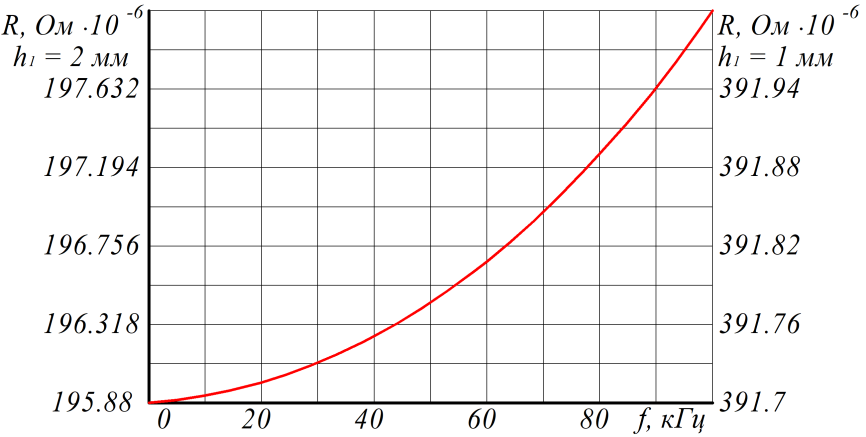 R, Ом ·10 -6
h1 = 2 мм
197.632
197.194
196.756
196.318
195.88
R, Ом ·10 -6
h1 = 1 мм
391.94
391.88
391.82
391.76
391.7
0 20 40 60 80 f, кГц